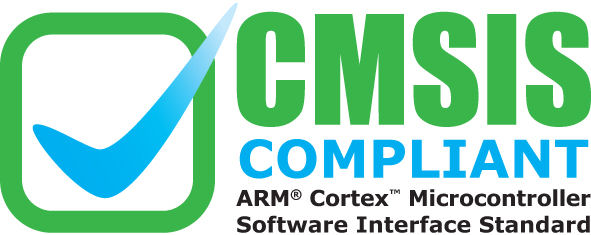 CMSIS
COMPLIANT
ARM® Cortex™ Microcontroller
Software Interface Standard